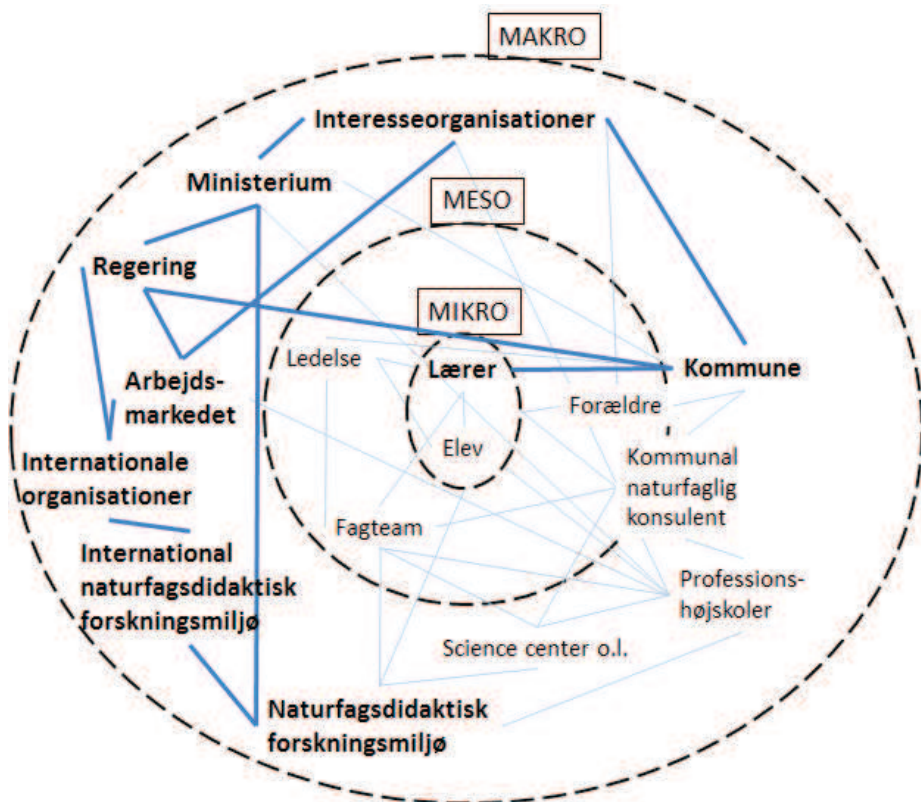 MAKRO
Interesseorganisationer
Ministerium
MESO
Regering
MIKRO
Ledelse
Lærer
Kommune
Arbejds-
markedet
Forældre
Elev
Internationale
organisationer
Kommunal
naturfaglig
konsulent
Fagteam
International
naturfagsdidaktisk
forskningsmiljø
Professions-
højskoler
Science center o.l.
Naturfagsdidaktisk
forskningsmiljø